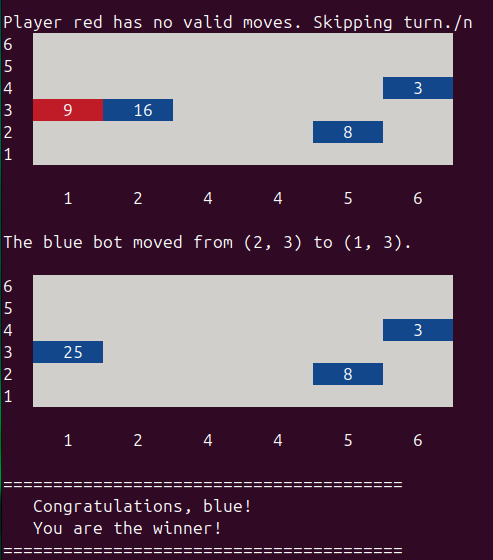 Player red has no valid moves. Skipping turn./n
6
5
4 3
3 9 16
2 8
1
1 2 4 4 5 6
The blue bot moved from (2, 3) to (1, 3).
6
5
4 3
3 25
2 8
1
1 2 4 4 5 6
========================================
Congratulations, blue!
You are the winner!
========================================